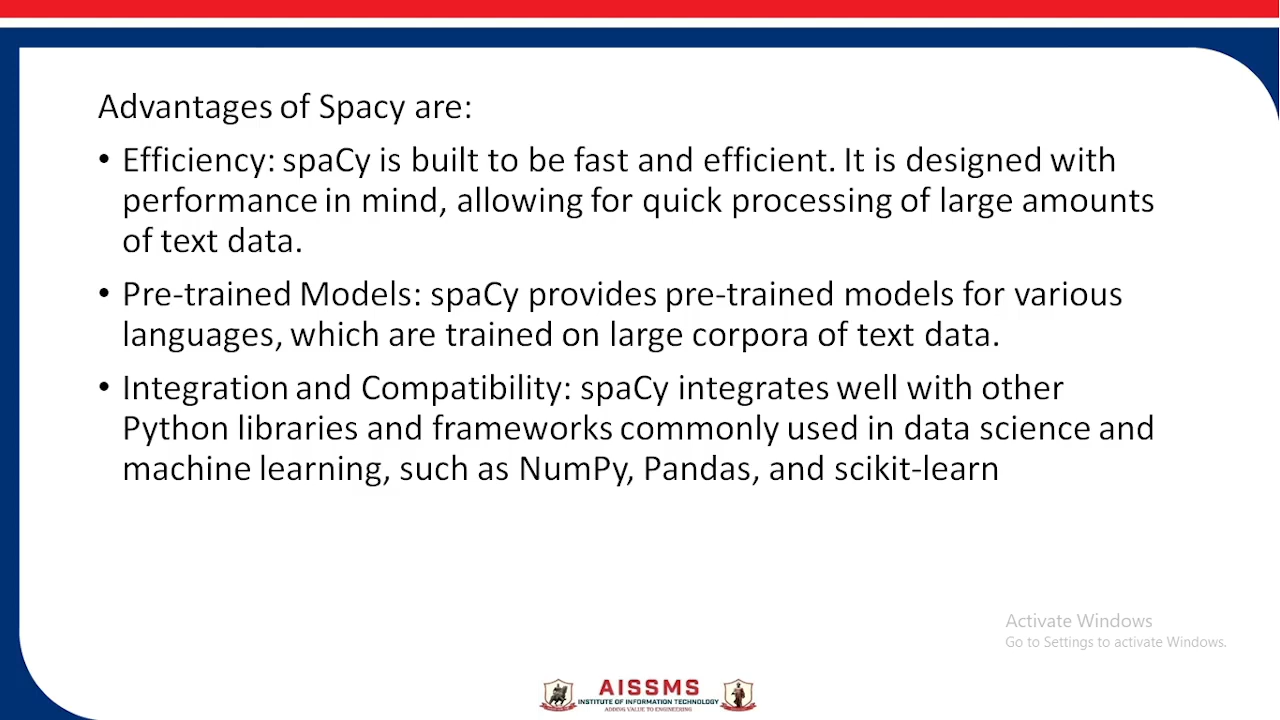 Advantages of Spacy are:
• Efficiency: spaCy is built to be fast and efficient. It is designed with
performance in mind, allowing for quick processing of large amounts
of text data.
• Pre-trained Models: spaCy provides pre-trained models for various
languages, which are trained on large corpora of text data.
• Integration and Compatibility: spaCy integrates well with other
Python libraries and frameworks commonly used in data science and
machine learning, such as NumPy, Pandas, and scikit-learn
Activate Windows
Go to Settings to activate Windows.
AISSMS
INSTITUTE OF INFORMATION TECHNOLOGY
ADDING VALUE TO ENGINEERING